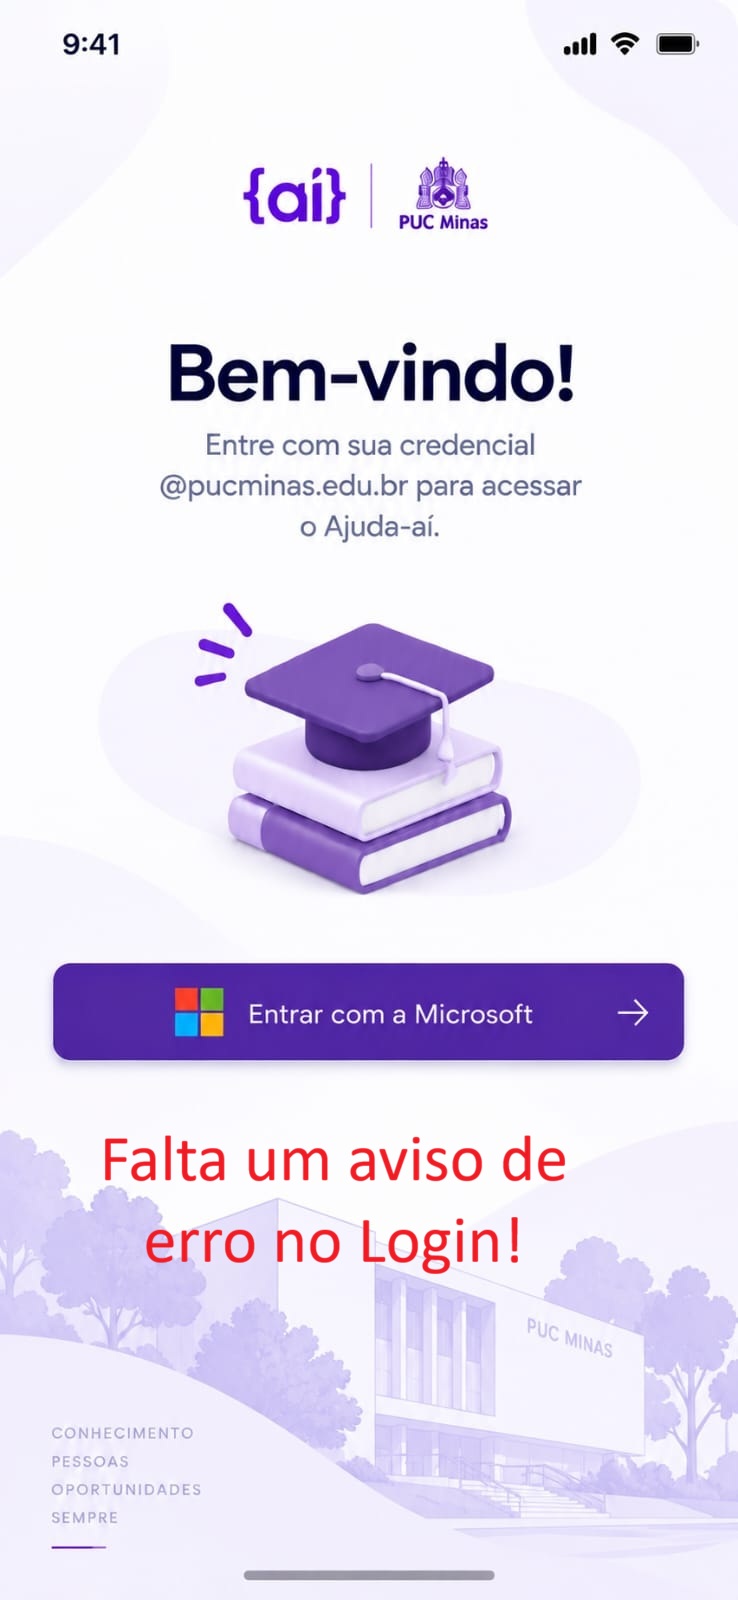 9:41
{aí}
PUC Minas
Bem-vindo!
Entre com sua credencial
@pucminas.edu.br para acessar
o Ajuda-aí.
Entrar com a Microsoft
Falta um aviso de
erro no Login!
PUC MINAS
CONHECIMENTO
PESSOAS
OPORTUNIDADES
SEMPRE